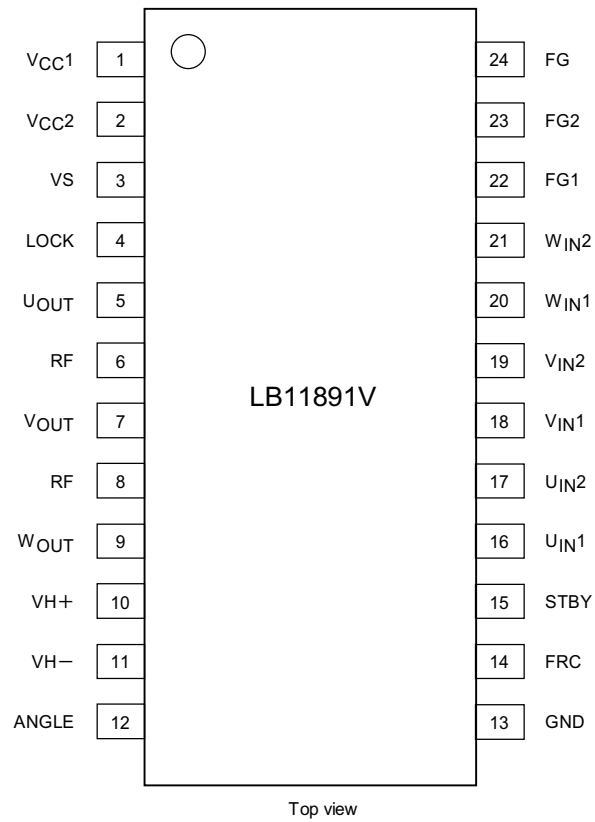 VCC1 1 24 FG
VCC2 2 23 FG2
VS 3 22 FG1
LOCK 4 21 WIN2
UOUT 5 20 WIN1
RF 6 19 VIN2
LB11891V
VOUT 7 18 VIN1
RF 8 17 UIN2
WOUT 9 16 UIN1
VH+ 10 15 STBY
VH− 11 14 FRC
ANGLE 12 13 GND
Top view